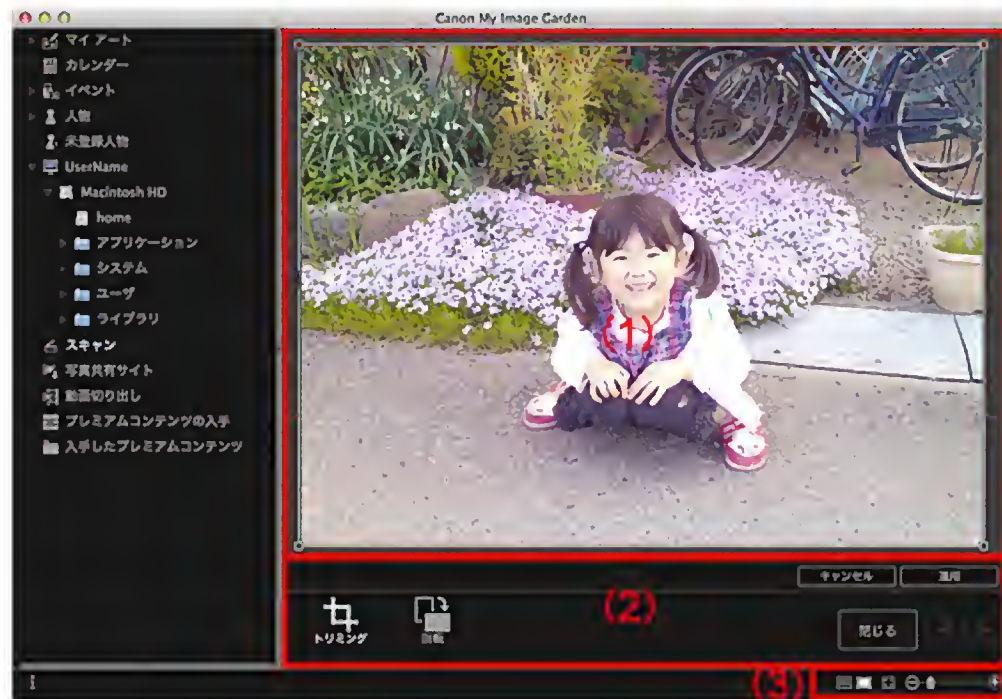 Canon My Image Garden
マイ アート
カレンダー
イベント
人物
未登録人物
UserName
Macintosh HD
home
アプリケーション
システム
ユーザ
ライブラリ
スキャン
写真共有サイト
動画切り出し
プレミアムコンテンツの入手
入手したプレミアムコンテンツ
(1)
キャンセル
適用
(2)
トリミング
回転
閉じる
(3)